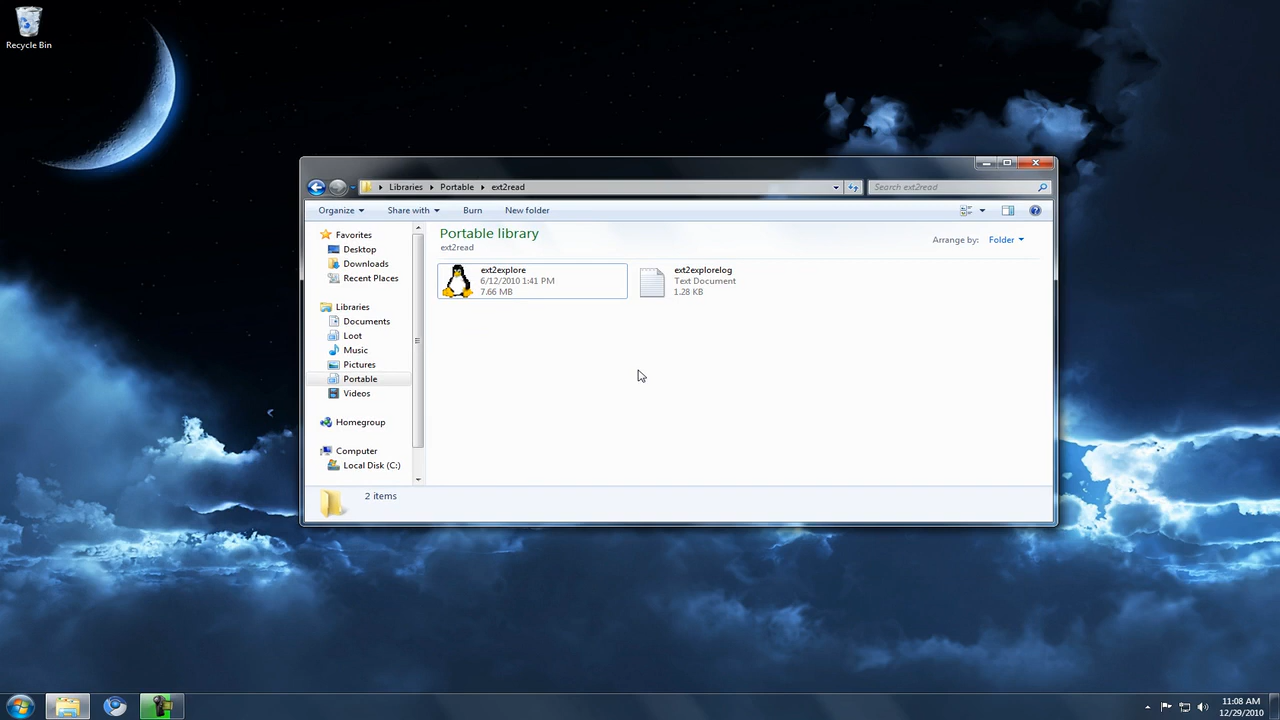 Recycle Bin
Libraries Portable ext2read
Search ext2read
Organize Share with Burn New folder
Favorites
Desktop
Downloads
Recent Places
Libraries
Documents
Loot
Music
Pictures
Portable
Videos
Homegroup
Computer
Local Disk (C:)
Portable library
ext2read
Arrange by: Folder
ext2explore
6/12/2010 1:41 PM
7.66 MB
ext2explorelog
Text Document
1.28 KB
2 items
11:08 AM
12/29/2010